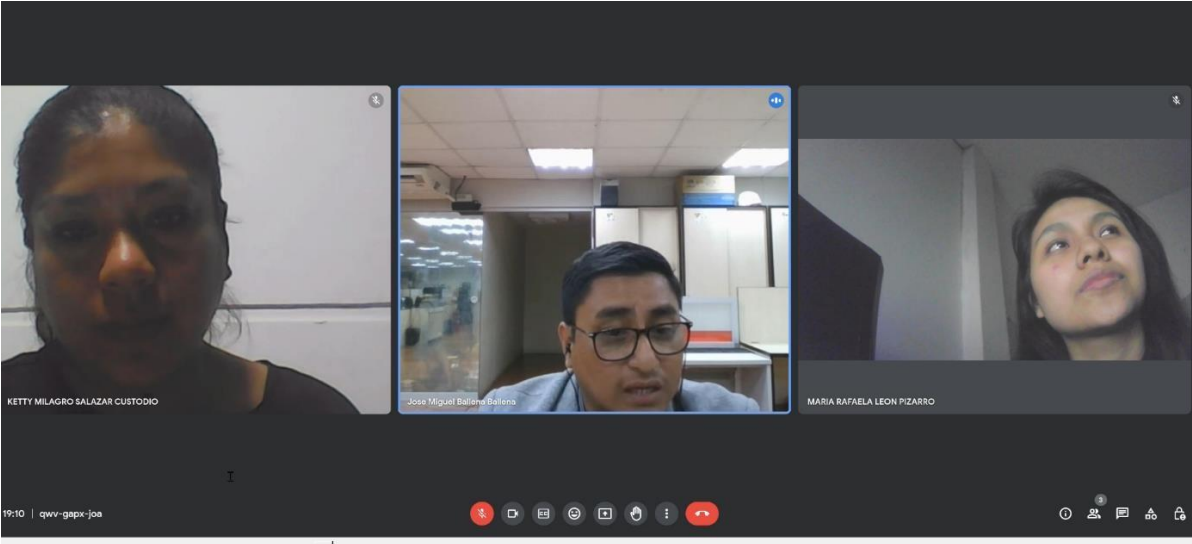 KETTY MILAGRO SALAZAR CUSTODIO
Jose Miguel Ballena Ballena
MARIA RAFAELA LEON PIZARRO
19:10 | qwv-gapx-joa
3